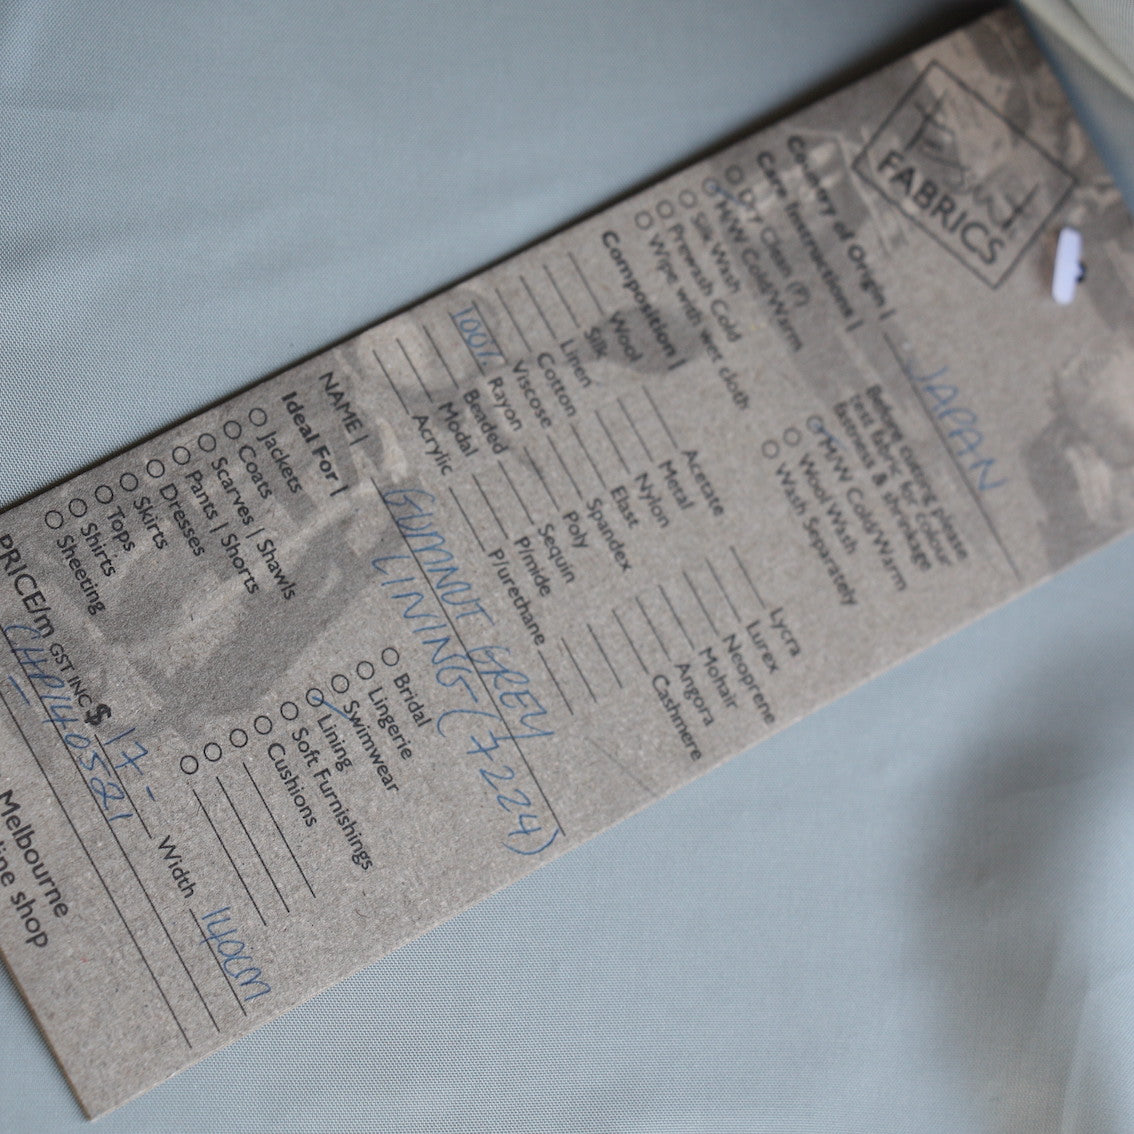 FABRICS
Country of Origin | JAPAN
Care Instructions |
Before cutting please
test fabric for colour
fastness & shrinkage
Dry Clean (P)
H/W Cold/Warm
Silk Wash
Prewash Cold
Wipe with wet cloth
H/W Cold/Warm
Wool Wash
Wash Separately
Composition |
Wool
Silk
Linen
Cotton
Viscose
100% Rayon
Beaded
Modal
Acrylic
Acetate
Metal
Nylon
Elast
Spandex
Poly
Sequin
P/mide
P/urethane
Lycra
Lurex
Neoprene
Mohair
Angora
Cashmere
NAME | GUMNUT GREY
LINING (7224)
Ideal For |
Jackets
Coats
Scarves | Shawls
Pants | Shorts
Dresses
Skirts
Tops
Shirts
Sheeting
Bridal
Lingerie
Swimwear
Lining
Soft Furnishings
Cushions
PRICE/m GST INC $ 17- Width 140cm
Melbourne
line shop